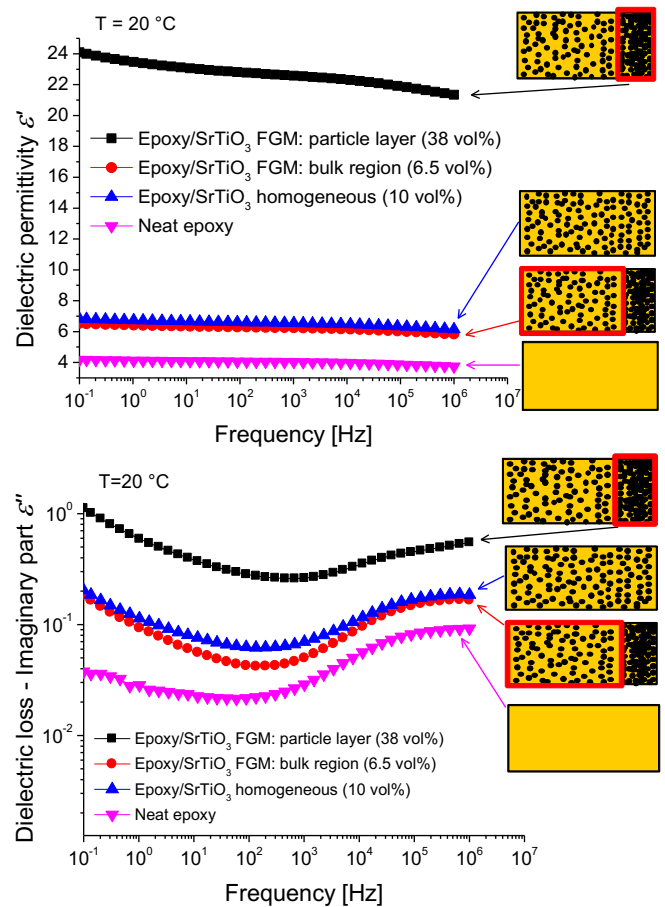 T = 20 °C
24
22
20
18
16
14
12
10
8
6
4
Dielectric permittivity ε'
Epoxy/SrTiO₃ FGM: particle layer (38 vol%)
Epoxy/SrTiO₃ FGM: bulk region (6.5 vol%)
Epoxy/SrTiO₃ homogeneous (10 vol%)
Neat epoxy
10⁻¹ 10⁰ 10¹ 10² 10³ 10⁴ 10⁵ 10⁶ 10⁷
Frequency [Hz]
T=20 °C
10⁰
10⁻¹
10⁻²
Dielectric loss - Imaginary part ε''
Epoxy/SrTiO₃ FGM: particle layer (38 vol%)
Epoxy/SrTiO₃ FGM: bulk region (6.5 vol%)
Epoxy/SrTiO₃ homogeneous (10 vol%)
Neat epoxy
10⁻¹ 10⁰ 10¹ 10² 10³ 10⁴ 10⁵ 10⁶ 10⁷
Frequency [Hz]